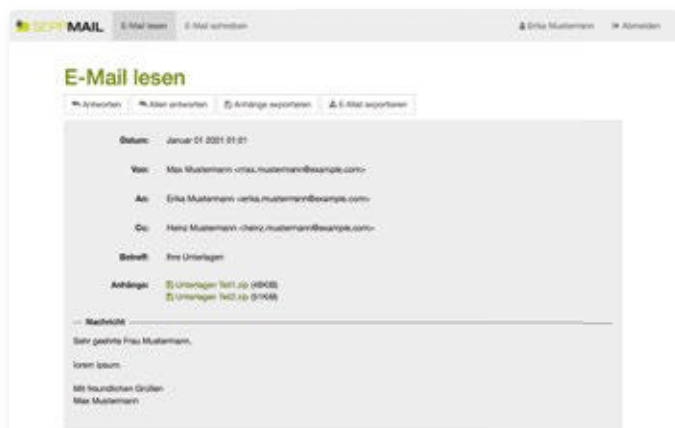 SEPPMAIL E-Mail lesen E-Mail schreiben Erika Mustermann Abmelden
E-Mail lesen
Antworten Allen antworten Anhänge exportieren E-Mail exportieren
Datum: Januar 01 2001 01:01
Von: Max Mustermann <max.mustermann@example.com>
An: Erika Mustermann <erika.mustermann@example.com>
Cc: Heinz Mustermann <heinz.mustermann@example.com>
Betreff: Ihre Unterlagen
Anhänge: Unterlagen Teil1.zip (49KiB)
Unterlagen Teil2.zip (51KiB)
Nachricht
Sehr geehrte Frau Mustermann,
lorem ipsum
Mit freundlichen Grüßen
Max Mustermann